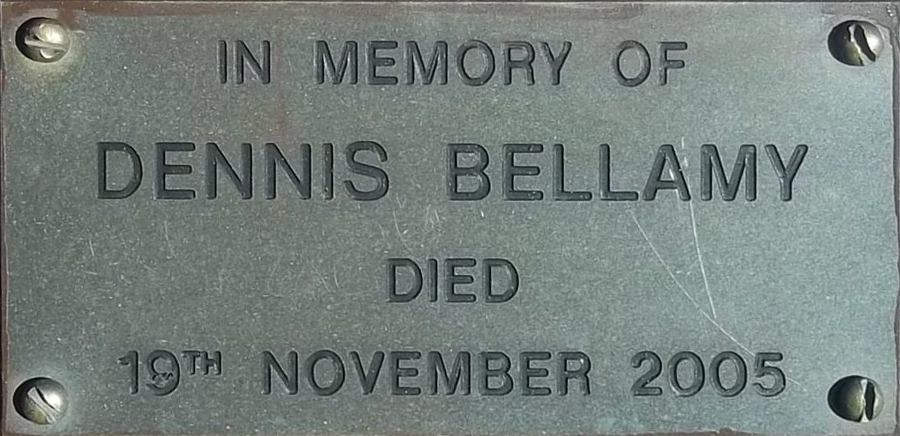 IN MEMORY OF
DENNIS BELLAMY
DIED
19TH NOVEMBER 2005